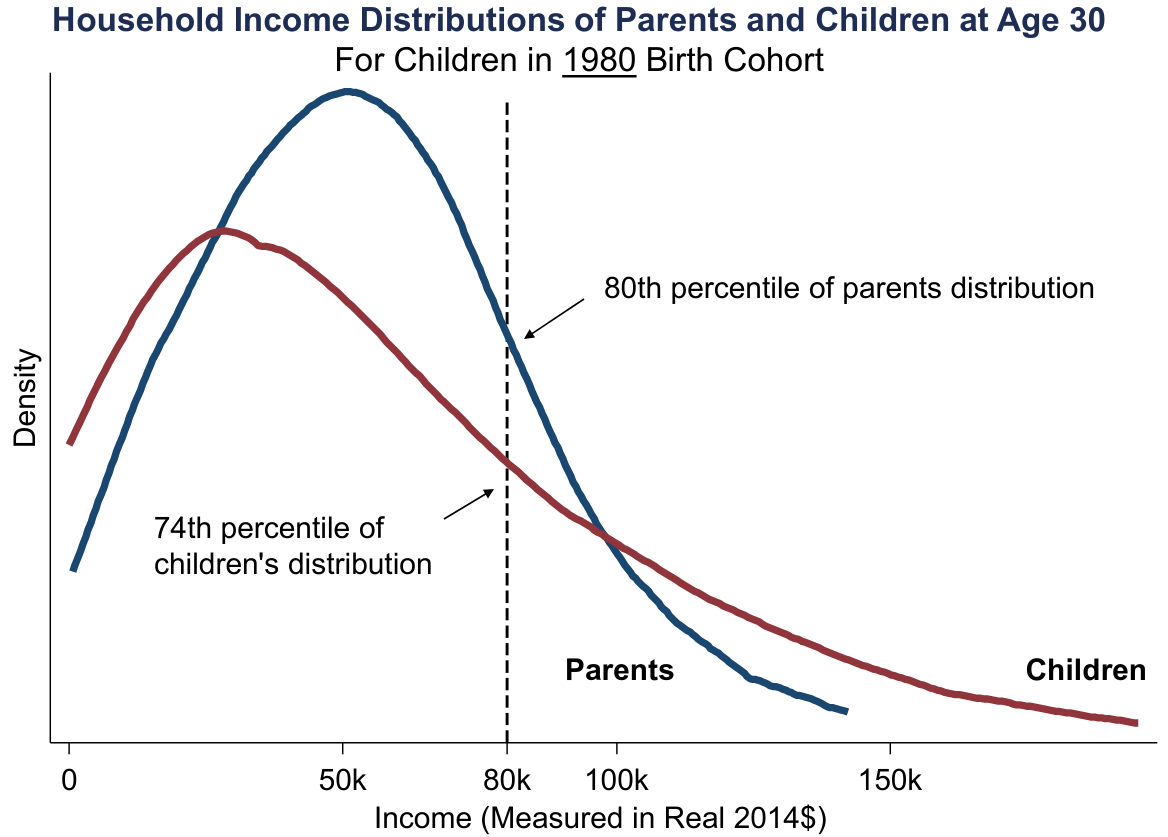 Household Income Distributions of Parents and Children at Age 30
For Children in 1980 Birth Cohort
80th percentile of parents distribution
Density
74th percentile of
children's distribution
Parents
Children
0
50k
80k
100k
150k
Income (Measured in Real 2014$)